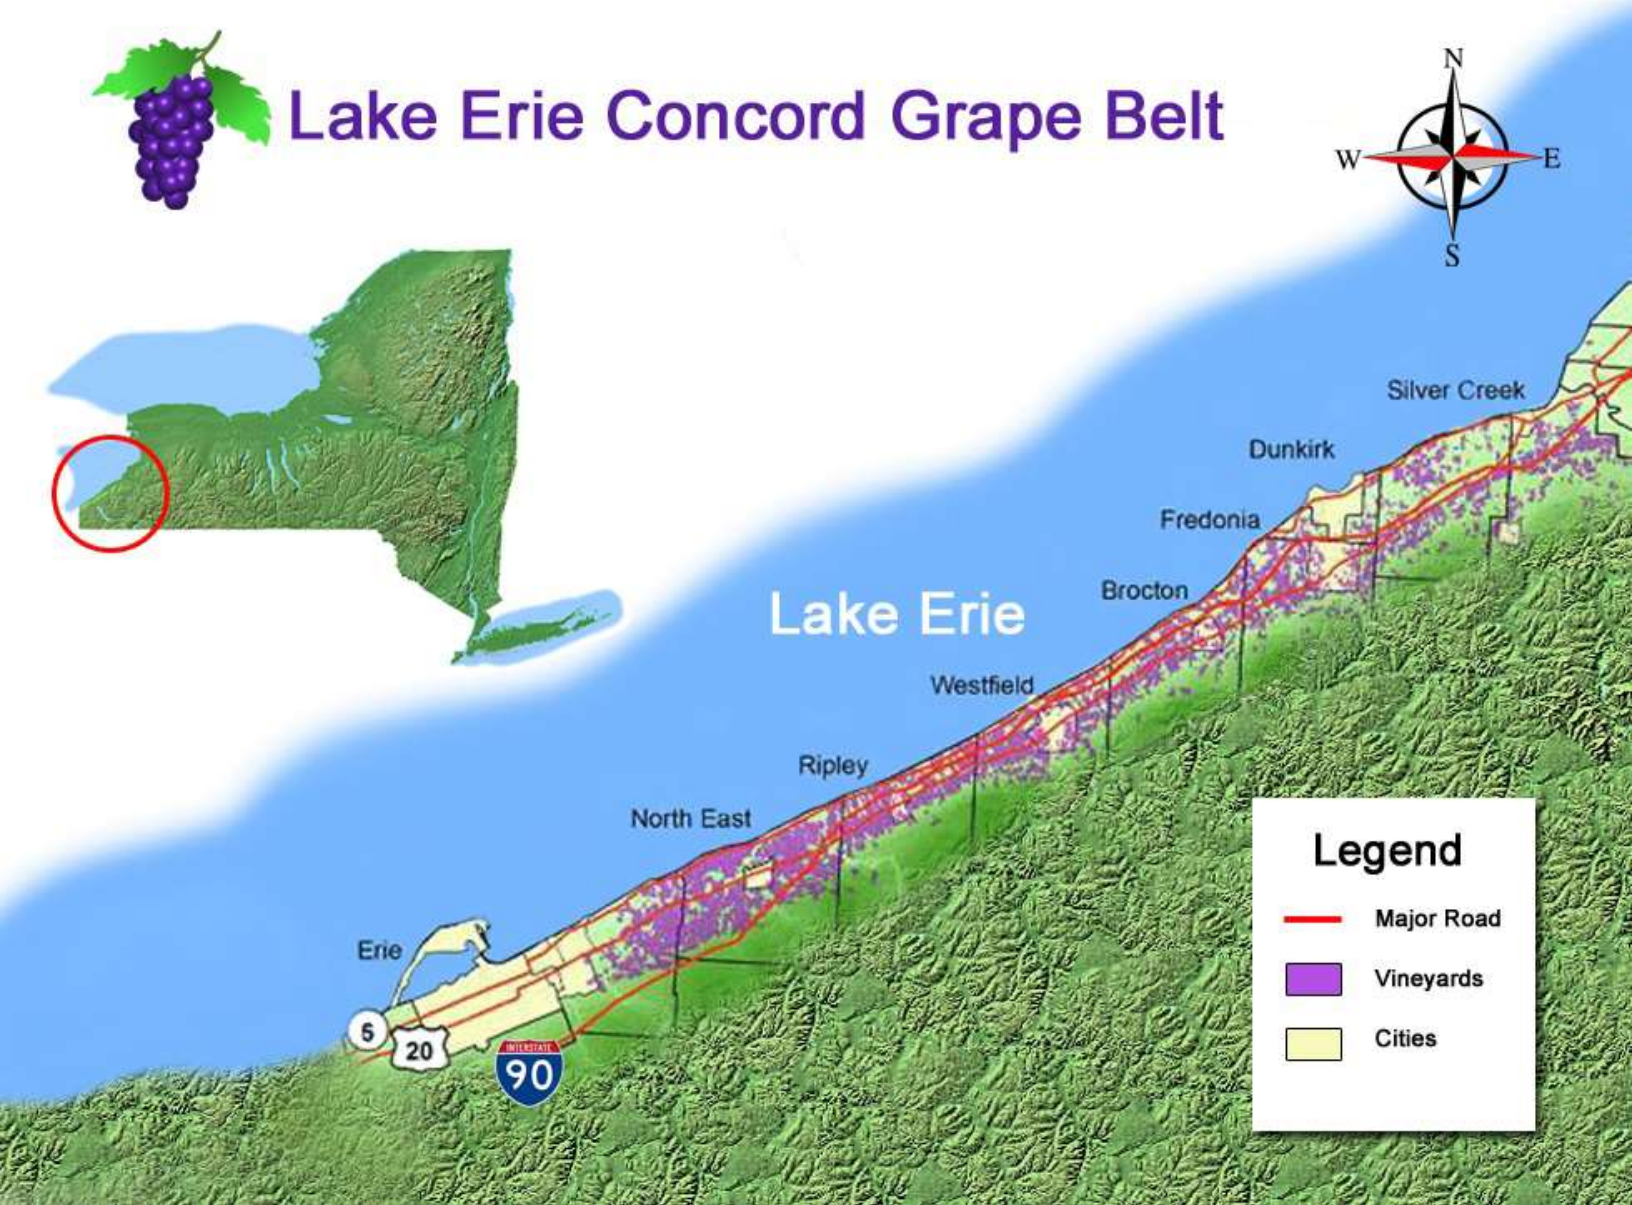 Lake Erie Concord Grape Belt
N
W
E
S
Silver Creek
Dunkirk
Fredonia
Brocton
Lake Erie
Westfield
Ripley
North East
Erie
5
20
INTERSTATE
90
Legend
Major Road
Vineyards
Cities